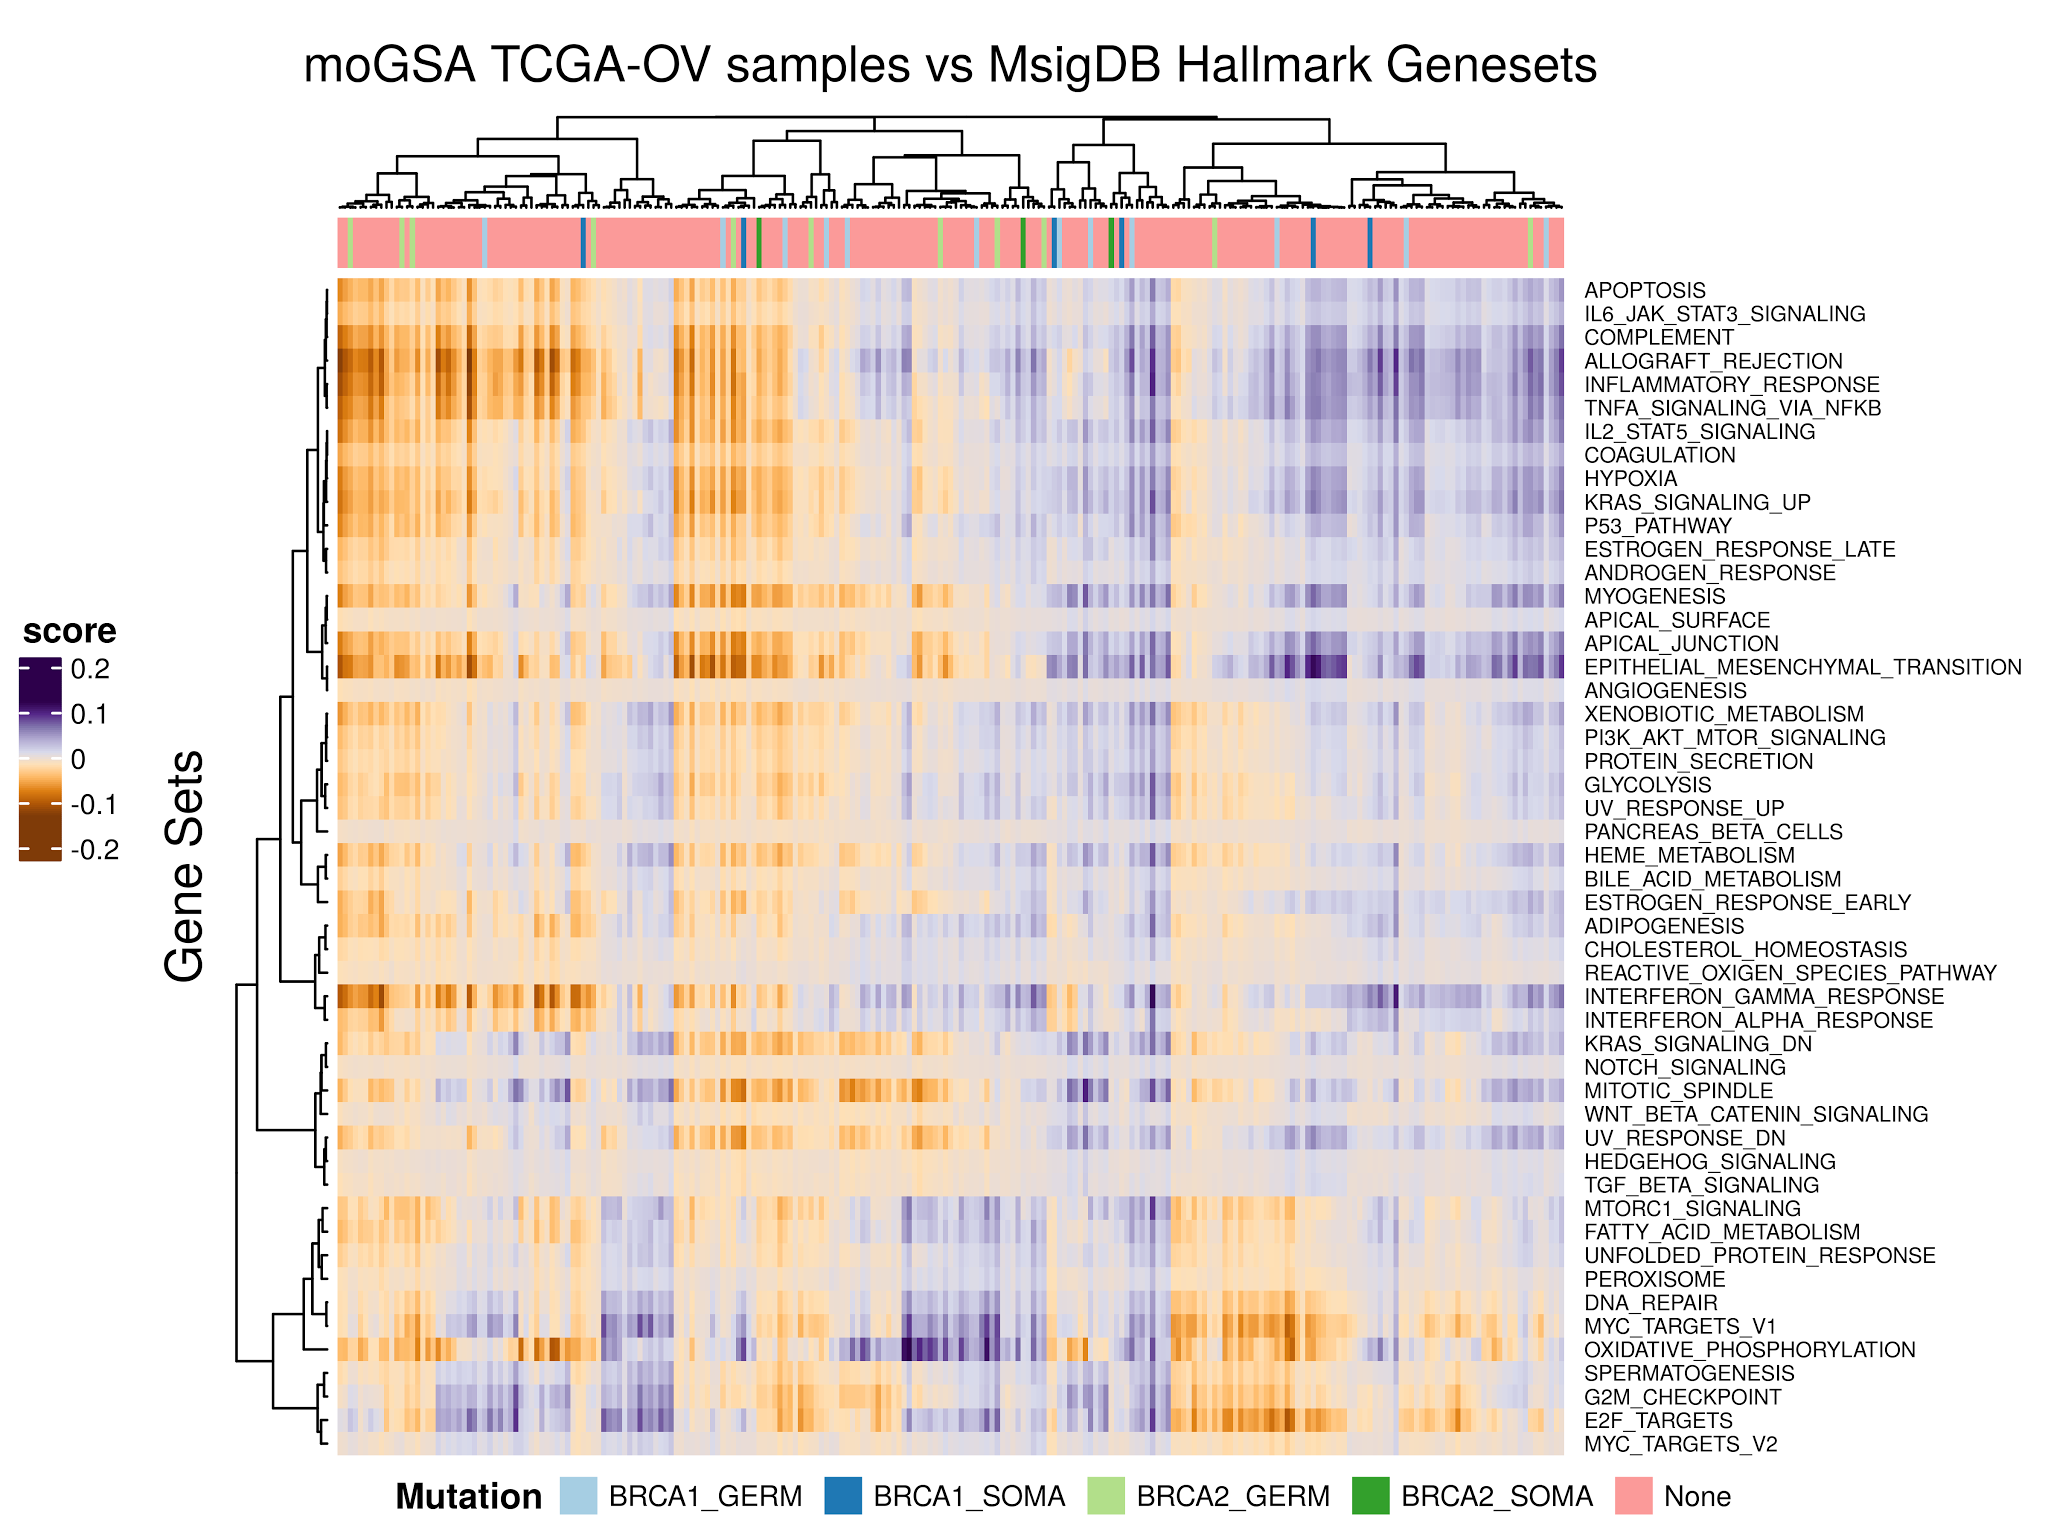 moGSA TCGA-OV samples vs MsigDB Hallmark Genesets
APOPTOSIS
IL6_JAK_STAT3_SIGNALING
COMPLEMENT
ALLOGRAFT_REJECTION
INFLAMMATORY_RESPONSE
TNFA_SIGNALING_VIA_NFKB
IL2_STAT5_SIGNALING
COAGULATION
HYPOXIA
KRAS_SIGNALING_UP
P53_PATHWAY
ESTROGEN_RESPONSE_LATE
ANDROGEN_RESPONSE
MYOGENESIS
APICAL_SURFACE
APICAL_JUNCTION
EPITHELIAL_MESENCHYMAL_TRANSITION
ANGIOGENESIS
XENOBIOTIC_METABOLISM
PI3K_AKT_MTOR_SIGNALING
PROTEIN_SECRETION
GLYCOLYSIS
UV_RESPONSE_UP
PANCREAS_BETA_CELLS
HEME_METABOLISM
BILE_ACID_METABOLISM
ESTROGEN_RESPONSE_EARLY
ADIPOGENESIS
CHOLESTEROL_HOMEOSTASIS
REACTIVE_OXIGEN_SPECIES_PATHWAY
INTERFERON_GAMMA_RESPONSE
INTERFERON_ALPHA_RESPONSE
KRAS_SIGNALING_DN
NOTCH_SIGNALING
MITOTIC_SPINDLE
WNT_BETA_CATENIN_SIGNALING
UV_RESPONSE_DN
HEDGEHOG_SIGNALING
TGF_BETA_SIGNALING
MTORC1_SIGNALING
FATTY_ACID_METABOLISM
UNFOLDED_PROTEIN_RESPONSE
PEROXISOME
DNA_REPAIR
MYC_TARGETS_V1
OXIDATIVE_PHOSPHORYLATION
SPERMATOGENESIS
G2M_CHECKPOINT
E2F_TARGETS
MYC_TARGETS_V2
score
0.2
0.1
0
-0.1
-0.2
Gene Sets
Mutation BRCA1_GERM BRCA1_SOMA BRCA2_GERM BRCA2_SOMA None